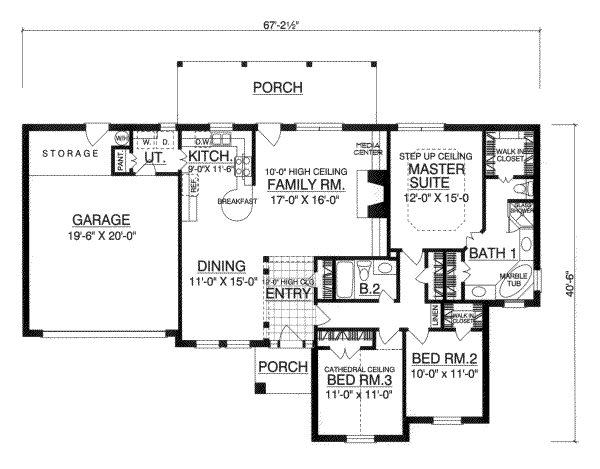 67'-2½"
PORCH
STORAGE
W/H
W.
D.
PANT.
UT.
D.W.
KITCH.
9'-0"X 11'-6"
REF.
BREAKFAST
10'-0" HIGH CEILING
FAMILY RM.
17'-0" X 16'-0"
MEDIA
CENTER
STEP UP CEILING
MASTER
SUITE
12'-0" X 15'-0
WALK IN
CLOSET
GLASS
SHOWER
BATH 1
MARBLE
TUB
GARAGE
19'-6" X 20'-0"
DINING
11'-0" X 15'-0"
'-0" HIGH CLG
ENTRY
B.2
LINEN
WALK IN
CLOSET
40'-6"
PORCH
CATHEDRAL CEILING
BED RM.3
11'-0" X 11'-0"
BED RM.2
10'-0" X 11'-0"